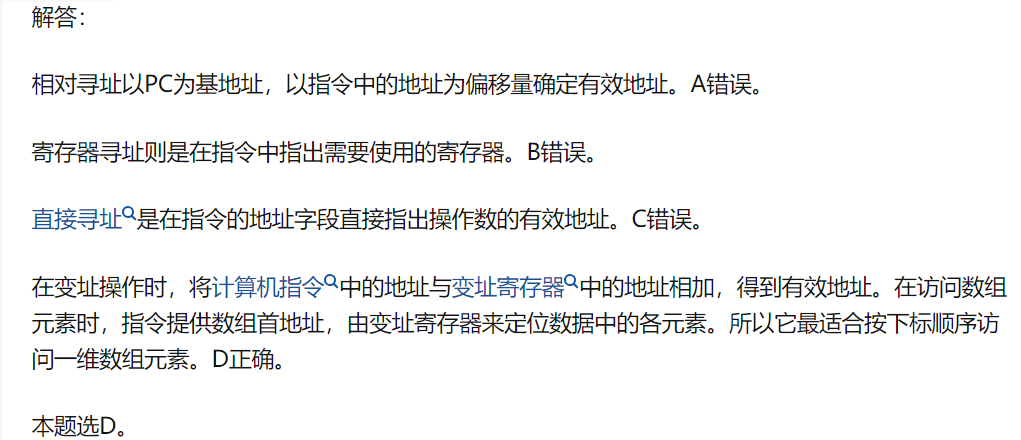 解答：
相对寻址以PC为基地址，以指令中的地址为偏移量确定有效地址。A错误。
寄存器寻址则是在指令中指出需要使用的寄存器。B错误。
直接寻址是在指令的地址字段直接指出操作数的有效地址。C错误。
在变址操作时，将计算机指令中的地址与变址寄存器中的地址相加，得到有效地址。在访问数组
元素时，指令提供数组首地址，由变址寄存器来定位数据中的各元素。所以它最适合按下标顺序访
问一维数组元素。D正确。
本题选D。